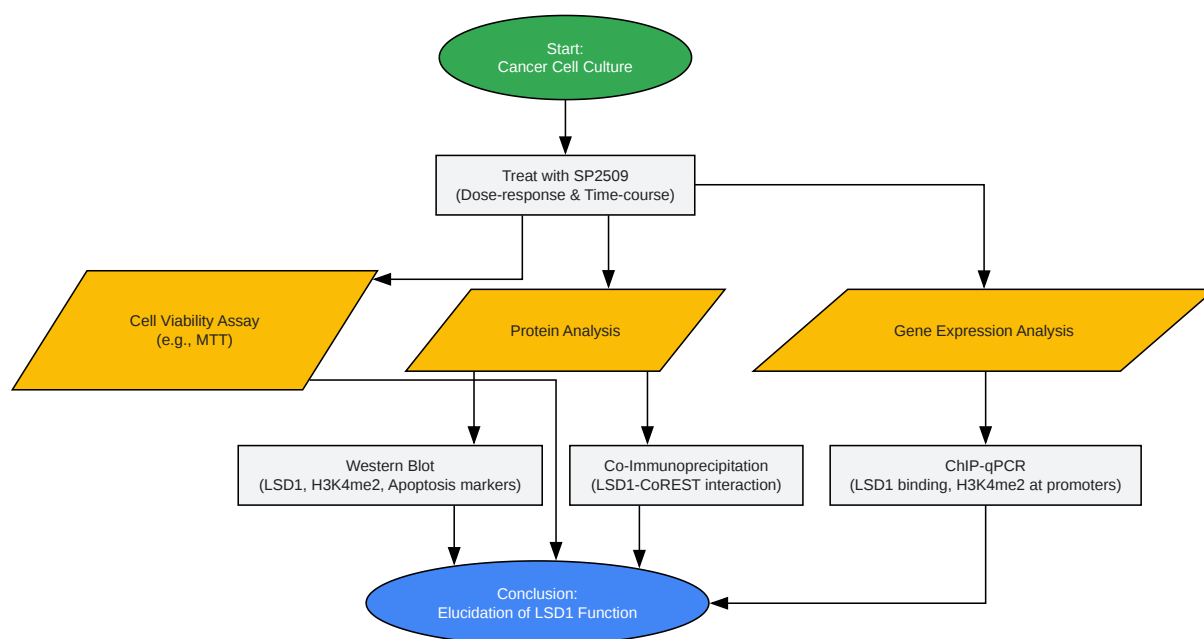 Start:
Cancer Cell Culture
Treat with SP2509
(Dose-response & Time-course)
Cell Viability Assay
(e.g., MTT)
Protein Analysis
Gene Expression Analysis
Western Blot
(LSD1, H3K4me2, Apoptosis markers)
Co-Immunoprecipitation
(LSD1-CoREST interaction)
ChIP-qPCR
(LSD1 binding, H3K4me2 at promoters)
Conclusion:
Elucidation of LSD1 Function